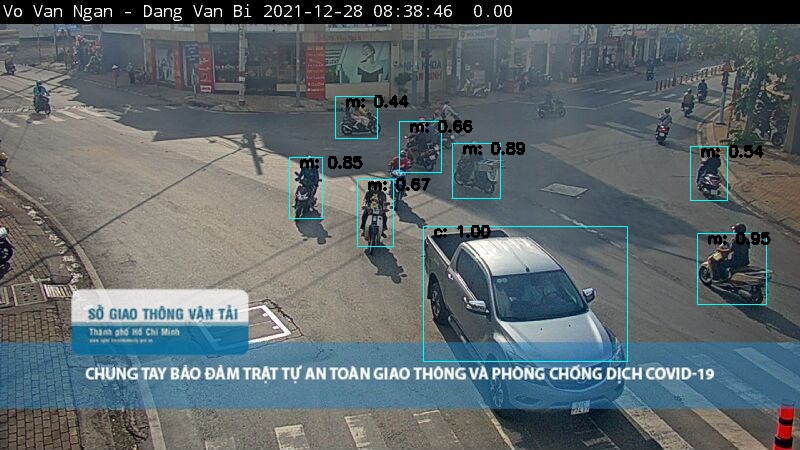 Vo Van Ngan - Dang Van Bi 2021-12-28 08:38:46 0.00
m: 0.44
m: 0.66
m: 0.89
m: 0.54
m: 0.85
m: 0.67
c: 1.00
m: 0.95
SỞ GIAO THÔNG VẬN TẢI
Thành phố Hồ Chí Minh
CHUNG TAY BẢO ĐẢM TRẬT TỰ AN TOÀN GIAO THÔNG VÀ PHÒNG CHỐNG DỊCH COVID-19